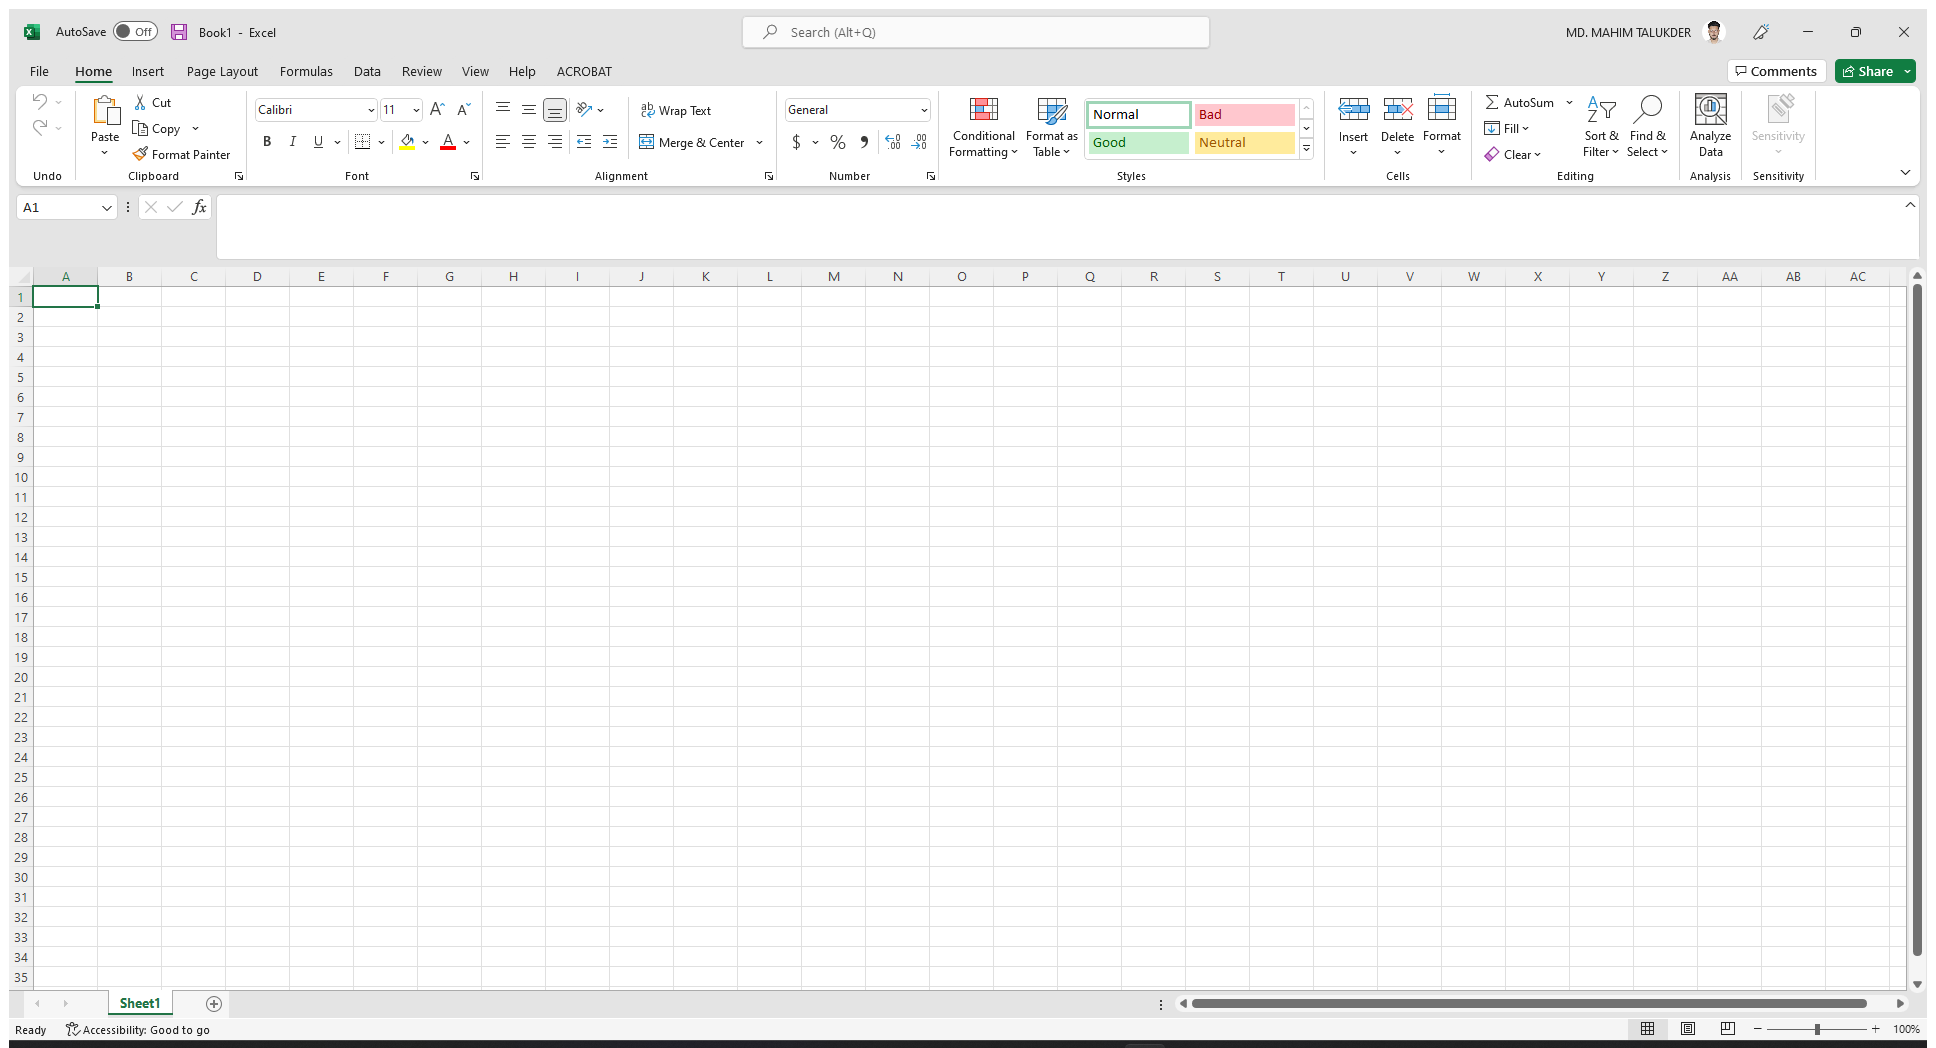 AutoSave Off Book1 - Excel Search (Alt+Q) MD. MAHIM TALUKDER
File Home Insert Page Layout Formulas Data Review View Help ACROBAT Comments Share
Undo
Paste
Cut
Copy
Format Painter
Clipboard
Calibri 11
B I U A
Font
Wrap Text
Merge & Center
Alignment
General
$ % ,
Number
Conditional Formatting
Format as Table
Normal Bad
Good Neutral
Styles
Insert Delete Format
Cells
AutoSum
Fill
Clear
Sort & Filter
Find & Select
Editing
Analyze Data
Analysis
Sensitivity
Sensitivity
A1 fx
A B C D E F G H I J K L M N O P Q R S T U V W X Y Z AA AB AC
1
2
3
4
5
6
7
8
9
10
11
12
13
14
15
16
17
18
19
20
21
22
23
24
25
26
27
28
29
30
31
32
33
34
35
Sheet1
Ready Accessibility: Good to go 100%